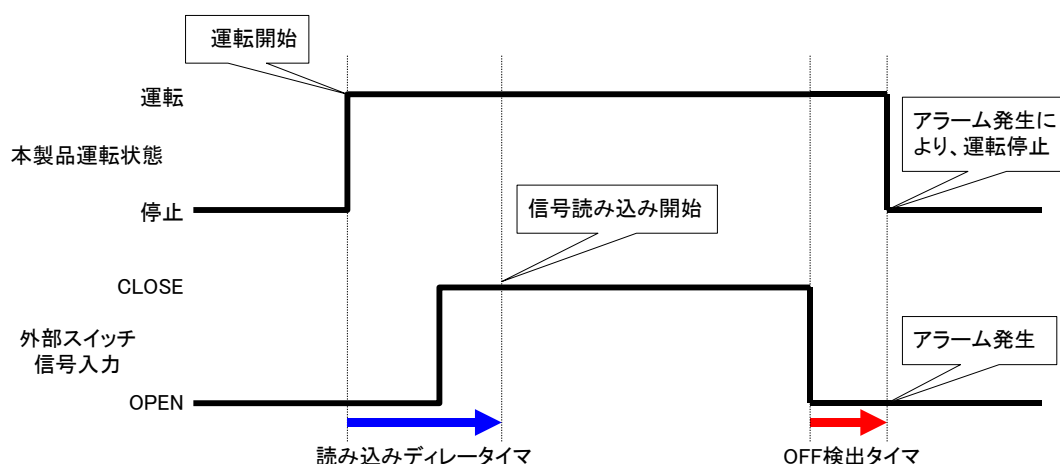 運転開始
運転
本製品運転状態
停止
アラーム発生に
より、運転停止
信号読み込み開始
CLOSE
外部スイッチ
信号入力
OPEN
アラーム発生
読み込みディレータイマ
OFF検出タイマ